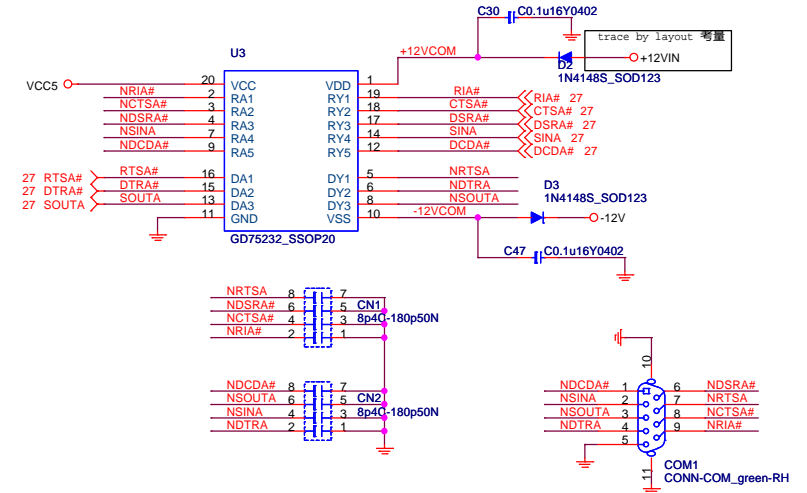 C30 C0.1u16Y0402
trace by layout 考量
U3
+12VCOM
+12VIN
D2
1N4148S_SOD123
VCC5
20 VCC VDD 1
NRIA# 2 RA1 RY1 19 RIA# RIA# 27
NCTSA# 3 RA2 RY2 18 CTSA# CTSA# 27
NDSRA# 4 RA3 RY3 17 DSRA# DSRA# 27
NSINA 7 RA4 RY4 14 SINA SINA 27
NDCDA# 9 RA5 RY5 12 DCDA# DCDA# 27
27 RTSA# RTSA# 16 DA1 DY1 5 NRTSA
27 DTRA# DTRA# 15 DA2 DY2 6 NDTRA
27 SOUTA SOUTA 13 DA3 DY3 8 NSOUTA
11 GND VSS 10 -12VCOM
D3
1N4148S_SOD123
-12V
GD75232_SSOP20
C47 C0.1u16Y0402
NRTSA 8 7
NDSRA# 6 5 CN1
NCTSA# 4 3 8p4C-180p50N
NRIA# 2 1
NDCDA# 8 7
NSOUTA 6 5 CN2
NSINA 4 3 8p4C-180p50N
NDTRA 2 1
10
NDCDA# 1 6 NDSRA#
NSINA 2 7 NRTSA
NSOUTA 3 8 NCTSA#
NDTRA 4 9 NRIA#
5
11
COM1
CONN-COM_green-RH